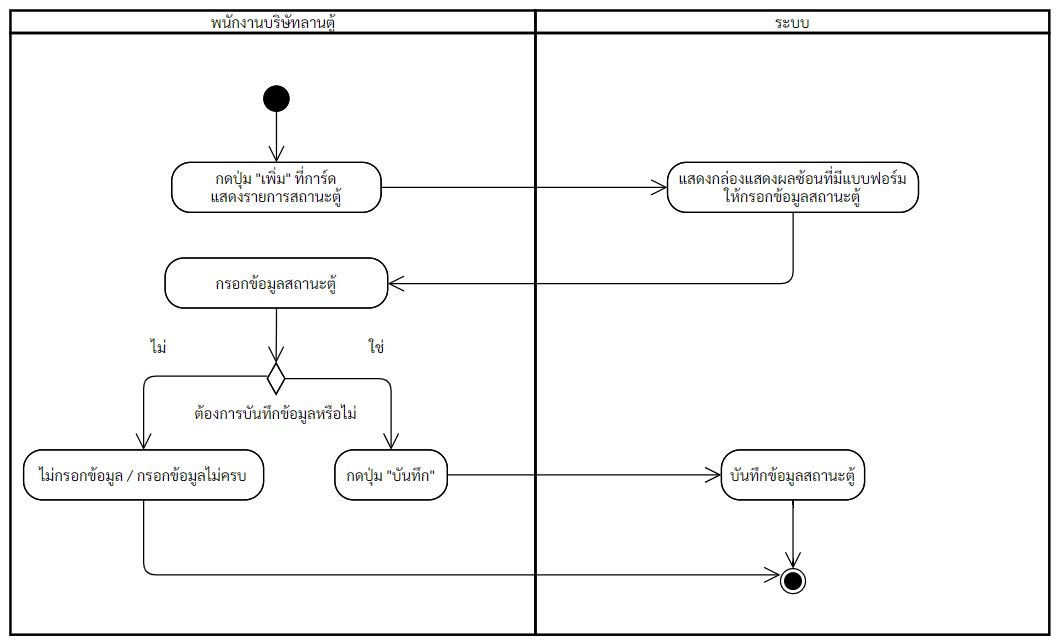 พนักงานบริษัทลานตู้
ระบบ
กดปุ่ม "เพิ่ม" ที่การ์ด
แสดงรายการสถานะตู้
แสดงกล่องแสดงผลซ้อนที่มีแบบฟอร์ม
ให้กรอกข้อมูลสถานะตู้
กรอกข้อมูลสถานะตู้
ไม่
ใช่
ต้องการบันทึกข้อมูลหรือไม่
ไม่กรอกข้อมูล / กรอกข้อมูลไม่ครบ
กดปุ่ม "บันทึก"
บันทึกข้อมูลสถานะตู้